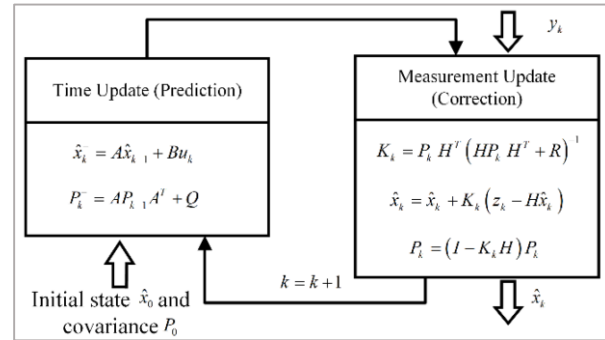 y_k
Time Update (Prediction)
Measurement Update
(Correction)
x̂_k^- = Ax̂_{k 1} + Bu_k
P_k^- = AP_{k 1}A^T + Q
K_k = P_k H^T (HP_k H^T + R)^1
x̂_k = x̂_k + K_k (z_k − Hx̂_k)
P_k = (I − K_k H) P_k
k = k + 1
Initial state x̂_0 and
covariance P_0
x̂_k